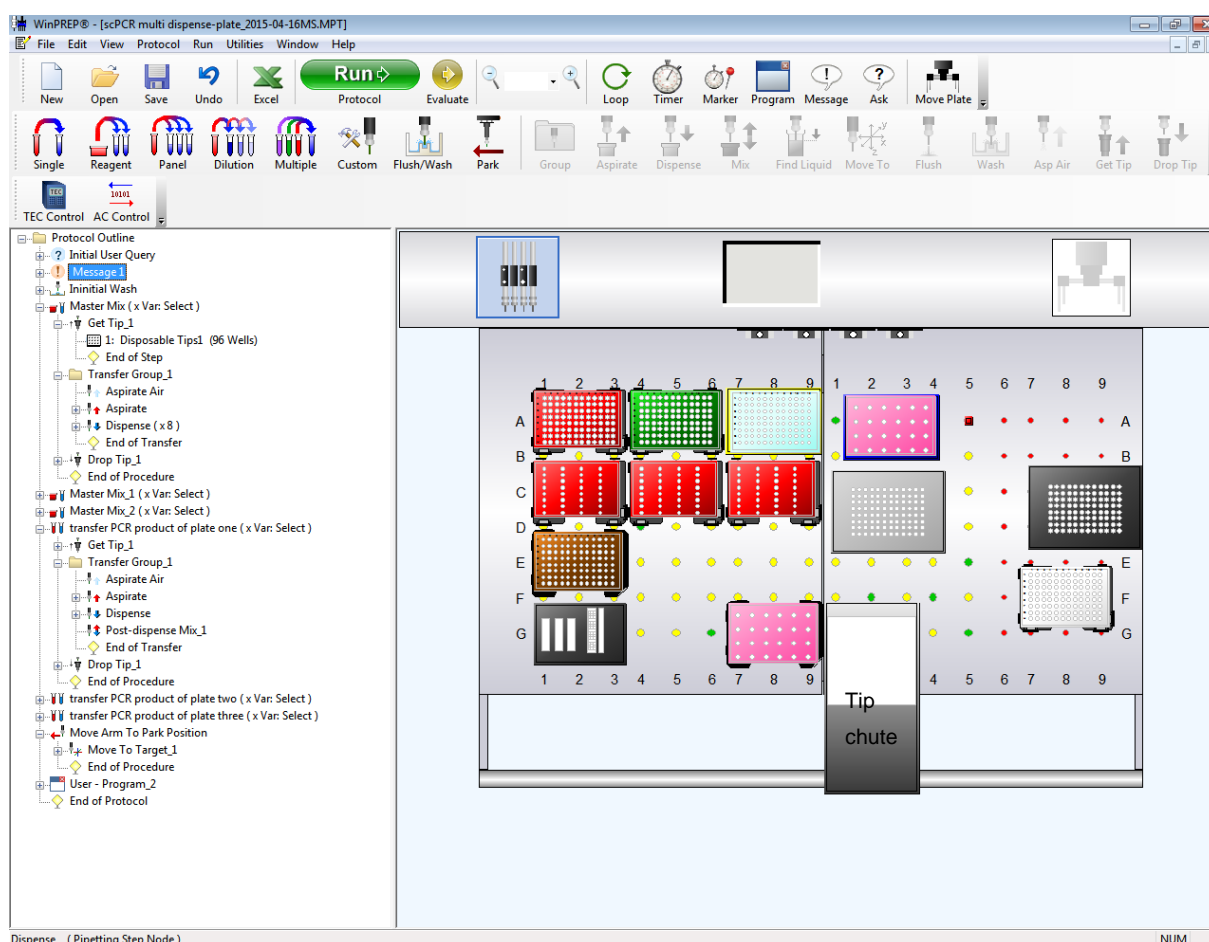 WinPREP® - [scPCR multi dispense-plate_2015-04-16MS.MPT]
File Edit View Protocol Run Utilities Window Help
New Open Save Undo Excel Run Protocol Evaluate Loop Timer Marker Program Message Ask Move Plate
Single Reagent Panel Dilution Multiple Custom Flush/Wash Park Group Aspirate Dispense Mix Find Liquid Move To Flush Wash Asp Air Get Tip Drop Tip
TEC 10101
TEC Control AC Control
Protocol Outline
Initial User Query
Message 1
Ininitial Wash
Master Mix ( x Var: Select )
Get Tip_1
1: Disposable Tips1 (96 Wells)
End of Step
Transfer Group_1
Aspirate Air
Aspirate
Dispense ( x 8 )
End of Transfer
Drop Tip_1
End of Procedure
Master Mix_1 ( x Var: Select )
Master Mix_2 ( x Var: Select )
transfer PCR product of plate one ( x Var: Select )
Get Tip_1
Transfer Group_1
Aspirate Air
Aspirate
Dispense
Post-dispense Mix_1
End of Transfer
Drop Tip_1
End of Procedure
transfer PCR product of plate two ( x Var: Select )
transfer PCR product of plate three ( x Var: Select )
Move Arm To Park Position
Move To Target_1
End of Procedure
User - Program_2
End of Protocol
1 2 3 4 5 6 7 8 9 1 2 3 4 5 6 7 8 9
A A
B B
C
D
E E
F F
G G
1 2 3 4 5 6 7 8 9 4 5 6 7 8 9
Tip
chute
Dispense ( Pipetting Step Node ) NUM